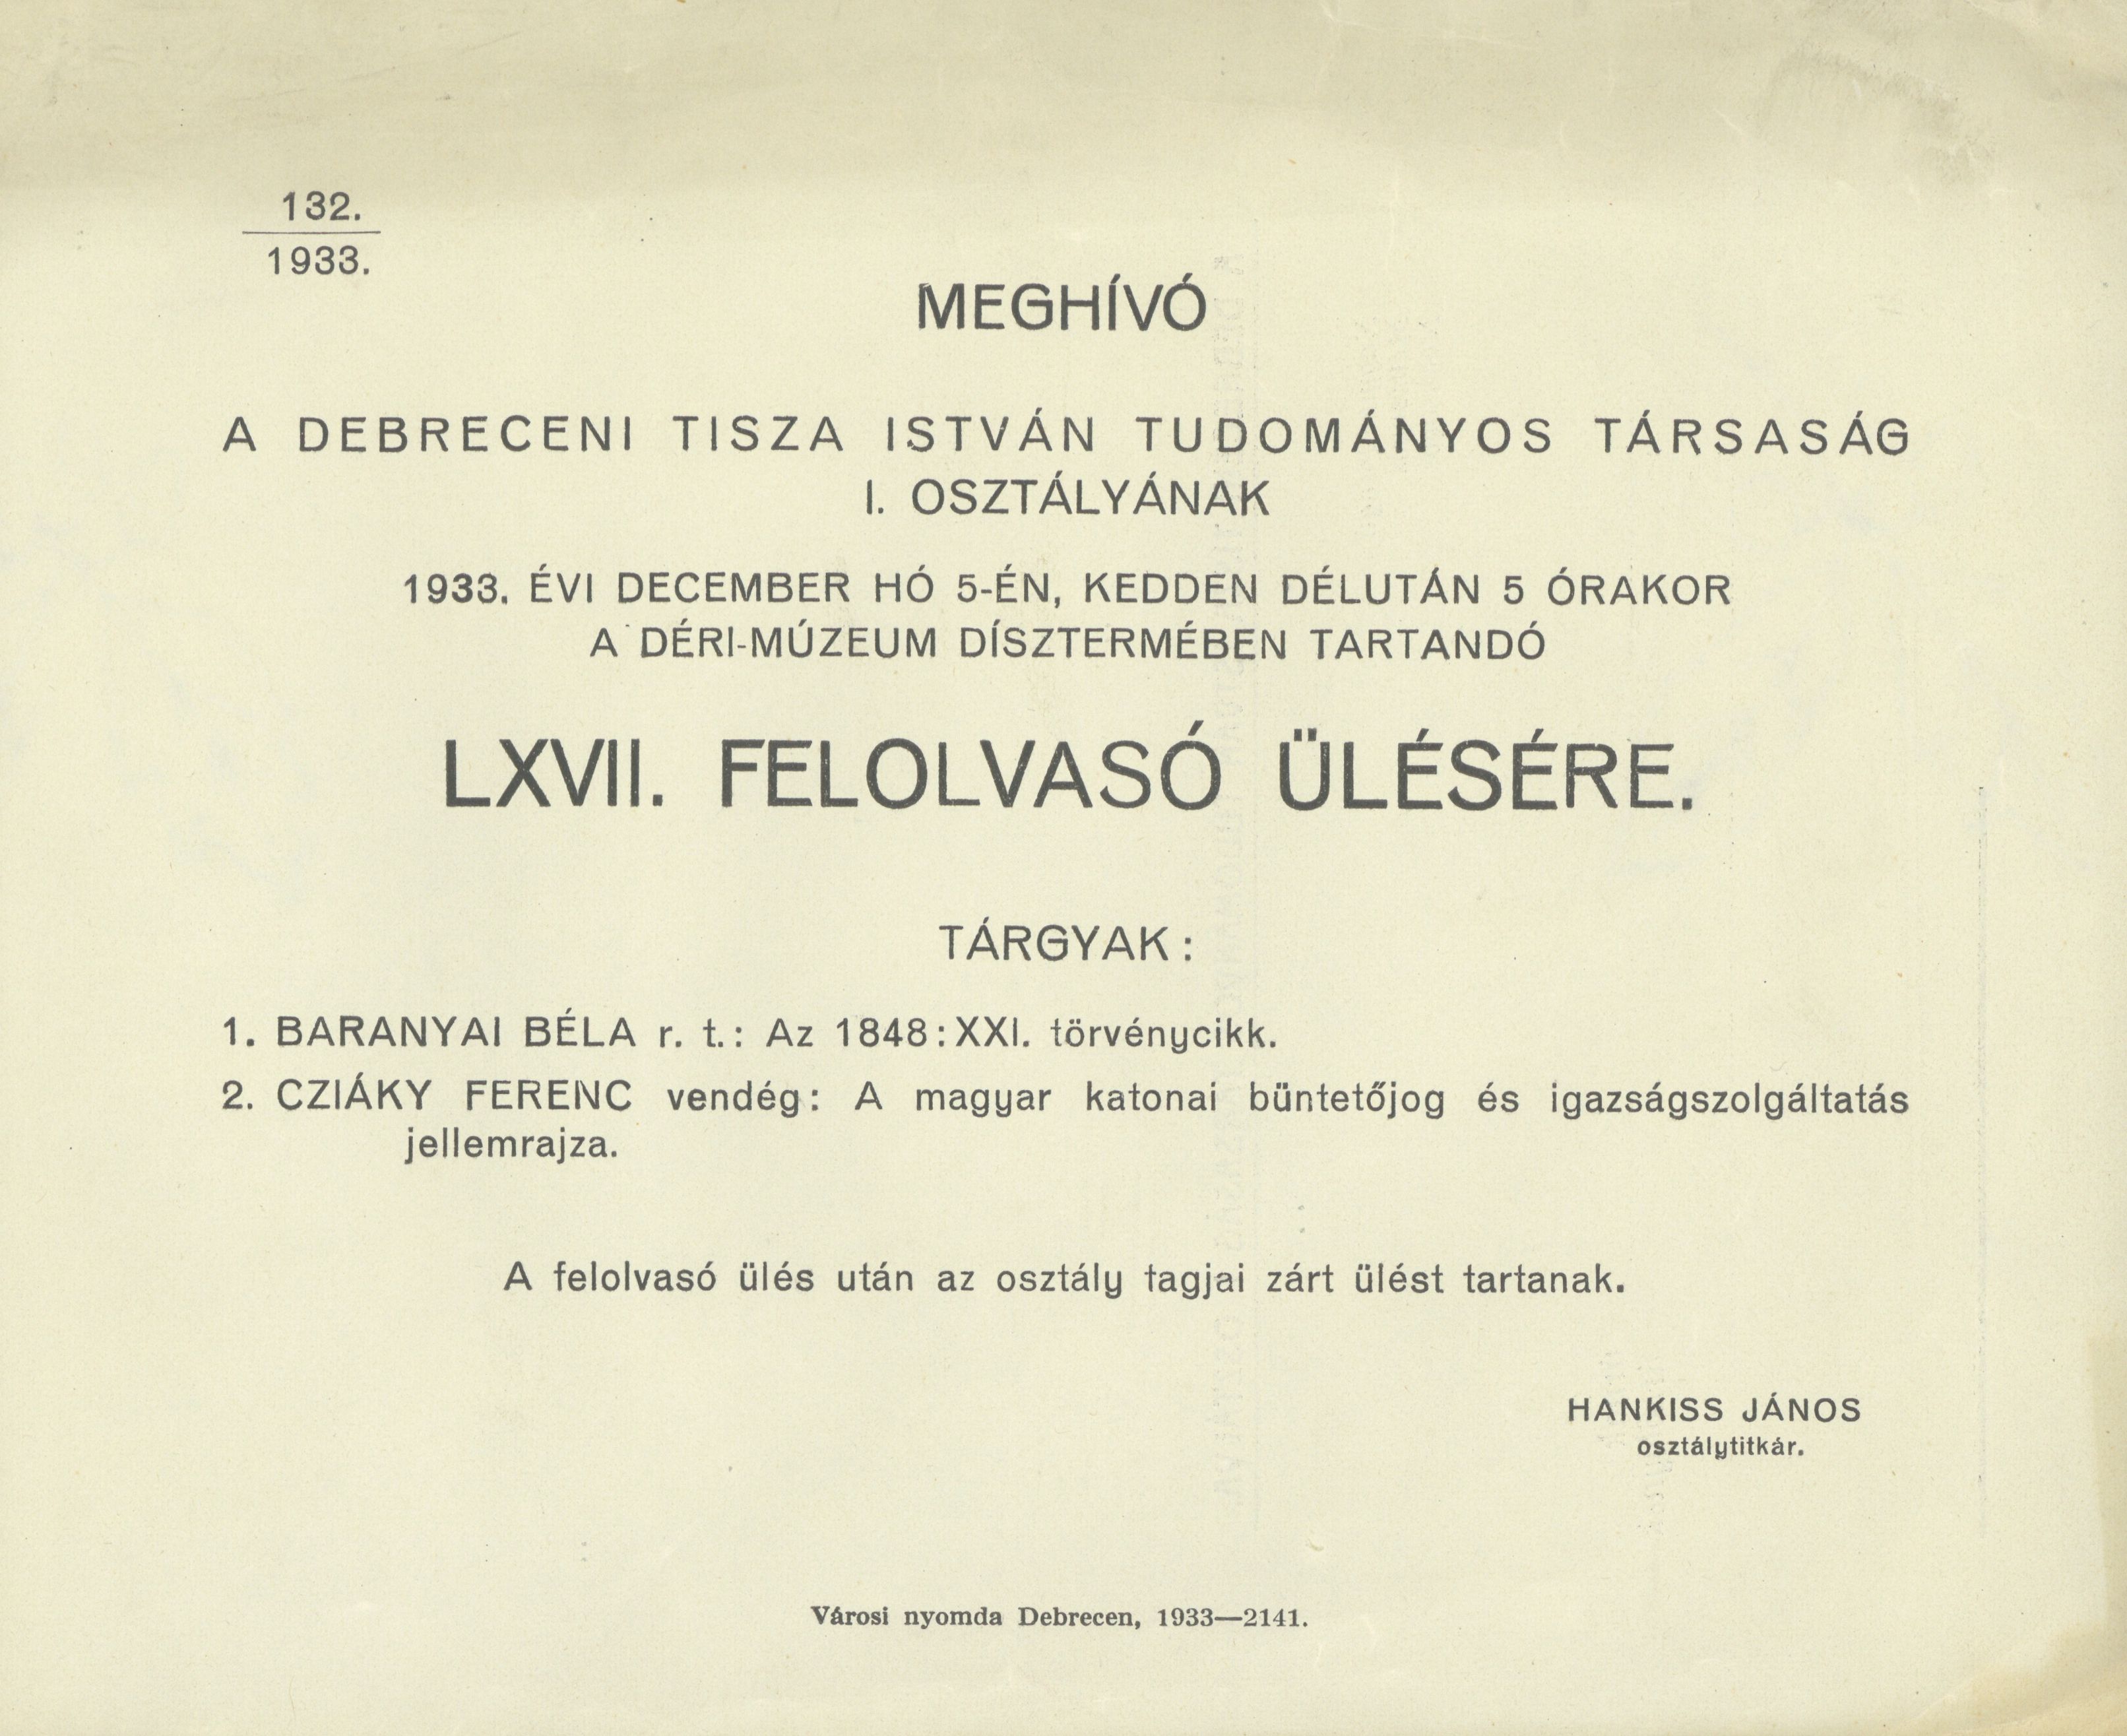 132.
1933.
MEGHÍVÓ
A DEBRECENI TISZA ISTVÁN TUDOMÁNYOS TÁRSASÁG
I. OSZTÁLYÁNAK
1933. ÉVI DECEMBER HÓ 5-ÉN, KEDDEN DÉLUTÁN 5 ÓRAKOR
A DÉRI-MÚZEUM DÍSZTERMÉBEN TARTANDÓ
LXVII. FELOLVASÓ ÜLÉSÉRE.
TÁRGYAK:
1. BARANYAI BÉLA r. t.: Az 1848:XXI. törvénycikk.
2. CZIÁKY FERENC vendég: A magyar katonai büntetőjog és igazságszolgáltatás
jellemrajza.
A felolvasó ülés után az osztály tagjai zárt ülést tartanak.
HANKISS JÁNOS
osztálytitkár.
Városi nyomda Debrecen, 1933—2141.